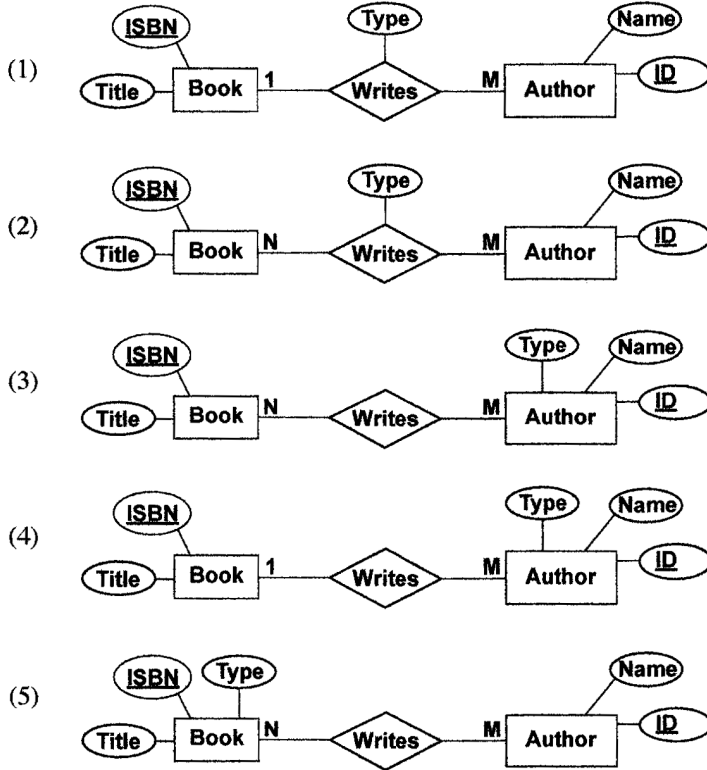 ISBN Type Name
(1) Title Book 1 Writes M Author ID
ISBN Type Name
(2) Title Book N Writes M Author ID
ISBN Type Name
(3) Title Book N Writes M Author ID
ISBN Type Name
(4) Title Book 1 Writes M Author ID
ISBN Type Name
(5) Title Book N Writes M Author ID